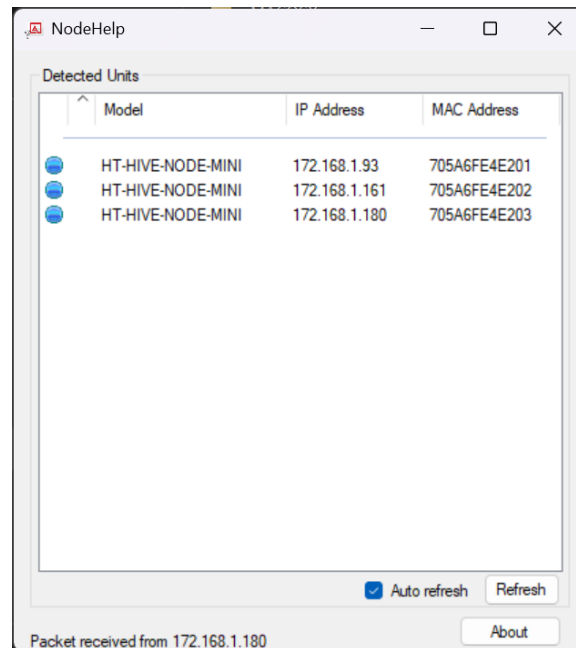 NodeHelp
Detected Units
Model IP Address MAC Address
HT-HIVE-NODE-MINI 172.168.1.93 705A6FE4E201
HT-HIVE-NODE-MINI 172.168.1.161 705A6FE4E202
HT-HIVE-NODE-MINI 172.168.1.180 705A6FE4E203
Auto refresh Refresh
About
Packet received from 172.168.1.180